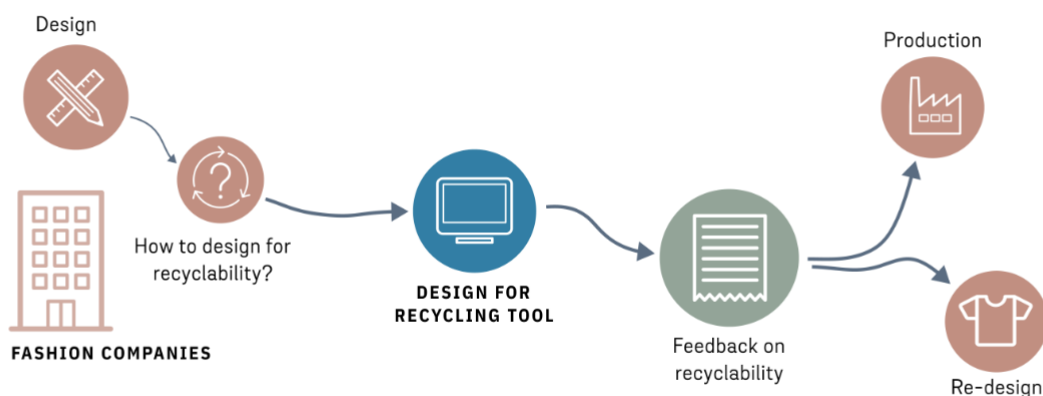 Design
How to design for
recyclability?
FASHION COMPANIES
DESIGN FOR
RECYCLING TOOL
Feedback on
recyclability
Production
Re-design